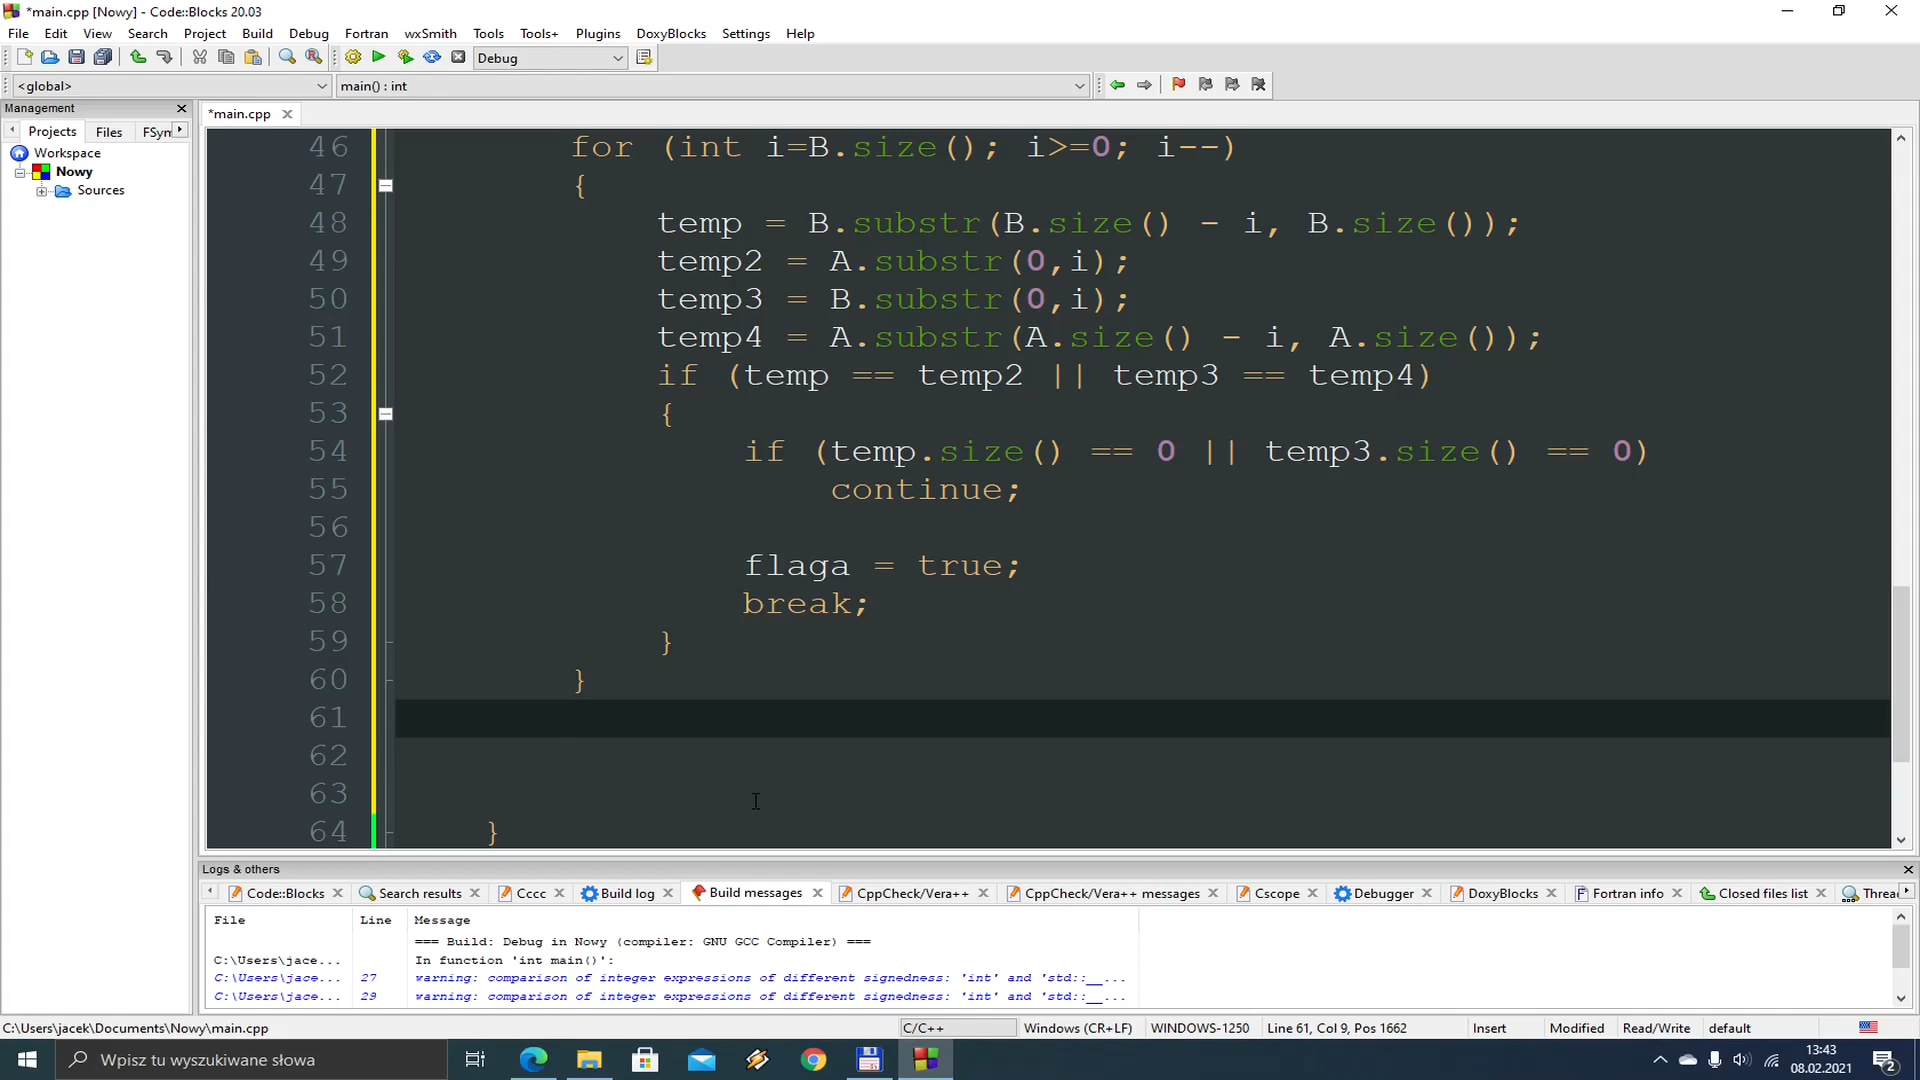 *main.cpp [Nowy] - Code::Blocks 20.03
File Edit View Search Project Build Debug Fortran wxSmith Tools Tools+ Plugins DoxyBlocks Settings Help
Debug
<global> main() : int
Management
*main.cpp
Projects Files FSyn
Workspace
Nowy
Sources
46 for (int i=B.size(); i>=0; i--)
47 {
48 temp = B.substr(B.size() - i, B.size());
49 temp2 = A.substr(0,i);
50 temp3 = B.substr(0,i);
51 temp4 = A.substr(A.size() - i, A.size());
52 if (temp == temp2 || temp3 == temp4)
53 {
54 if (temp.size() == 0 || temp3.size() == 0)
55 continue;
56
57 flaga = true;
58 break;
59 }
60 }
61
62
63
64 }
Logs & others
Code::Blocks Search results Cccc Build log Build messages CppCheck/Vera++ CppCheck/Vera++ messages Cscope Debugger DoxyBlocks Fortran info Closed files list Threa
File Line Message
=== Build: Debug in Nowy (compiler: GNU GCC Compiler) ===
C:\Users\jace... In function 'int main()':
C:\Users\jace... 27 warning: comparison of integer expressions of different signedness: 'int' and 'std::__...
C:\Users\jace... 29 warning: comparison of integer expressions of different signedness: 'int' and 'std::__...
C:\Users\jacek\Documents\Nowy\main.cpp C/C++ Windows (CR+LF) WINDOWS-1250 Line 61, Col 9, Pos 1662 Insert Modified Read/Write default
Wpisz tu wyszukiwane słowa
13:43
08.02.2021
2